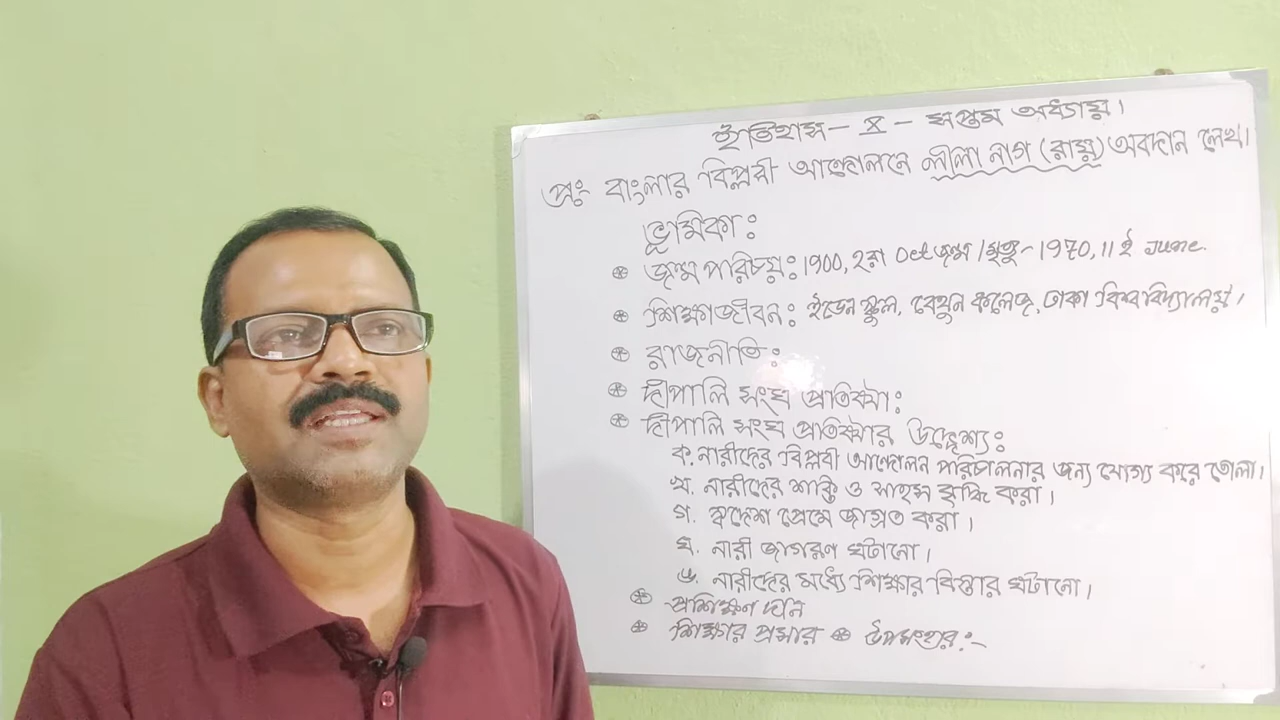 ইতিহাস - X - সপ্তম অধ্যায়।
প্রঃ বাংলার বিপ্লবী আন্দোলনে লীলা নাগ (রায়) অবদান লেখ।
ভূমিকা :
⊛ জন্ম পরিচয় : 1900, 2রা Oct জন্ম / মৃত্যু - 1970, 11ই June.
⊛ শিক্ষাজীবন : ইডেন স্কুল, বেথুন কলেজ, ঢাকা বিশ্ববিদ্যালয়।
⊛ রাজনীতি :
⊛ দীপালি সংঘ প্রতিষ্ঠা :
⊛ দীপালি সংঘ প্রতিষ্ঠার উদ্দেশ্য :
ক. নারীদের বিপ্লবী আন্দোলন পরিচালনার জন্য যোগ্য করে তোলা।
খ. নারীদের শক্তি ও সাহস বৃদ্ধি করা।
গ. স্বদেশ প্রেমে জাগ্রত করা।
ঘ. নারী জাগরণ ঘটানো।
ঙ. নারীদের মধ্যে শিক্ষার বিস্তার ঘটানো।
⊛ প্রশিক্ষণ দান
⊛ শিক্ষার প্রসার ⊛ উপসংহার :-